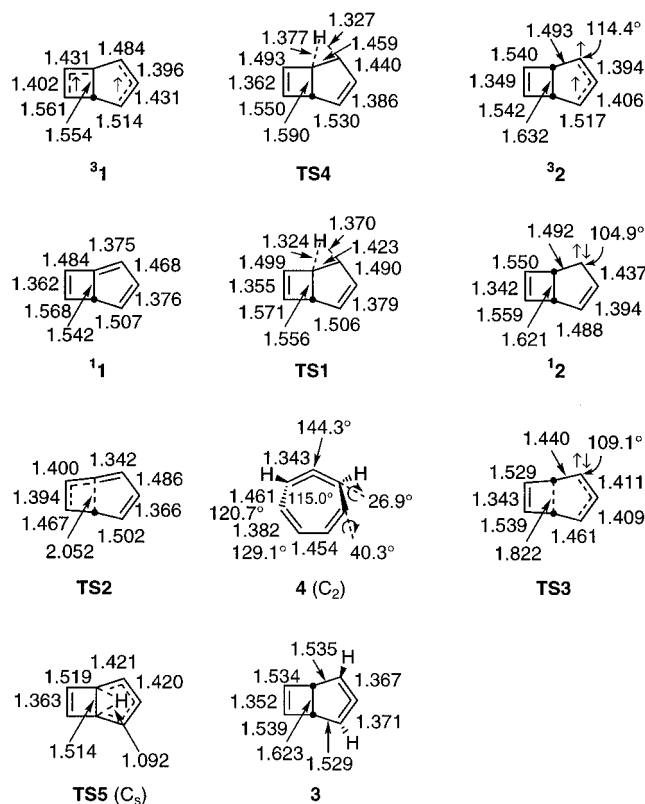 1.431 1.484
1.402 ↑ ↑ 1.396
1.561 1.431
1.554 1.514
³1
H
1.377 1.327
1.493 1.459
1.362 1.440
1.550 1.386
1.590 1.530
TS4
1.493 ↑ 114.4°
1.540
1.349 ↑ 1.394
1.542 1.406
1.632 1.517
³2
1.375
1.484 1.468
1.362 1.376
1.568 1.507
1.542
¹1
H
1.370
1.324 1.423
1.499 1.490
1.355 1.379
1.571 1.506
1.556
TS1
1.492 ↑↓ 104.9°
1.550 1.437
1.342 1.394
1.559 1.488
1.621
¹2
1.400 1.342
1.394 1.486
1.467 1.366
2.052 1.502
TS2
144.3°
1.343
H H
1.461 115.0° 26.9°
120.7°
1.382
129.1° 1.454 40.3°
4 (C₂)
1.440 ↑↓ 109.1°
1.529 1.411
1.343 1.409
1.539 1.461
1.822
TS3
1.421
1.519 1.420
1.363 H
1.514 1.092
TS5 (Cₛ)
1.535 H
1.534 1.367
1.352 1.371
1.539 H
1.623 1.529
3